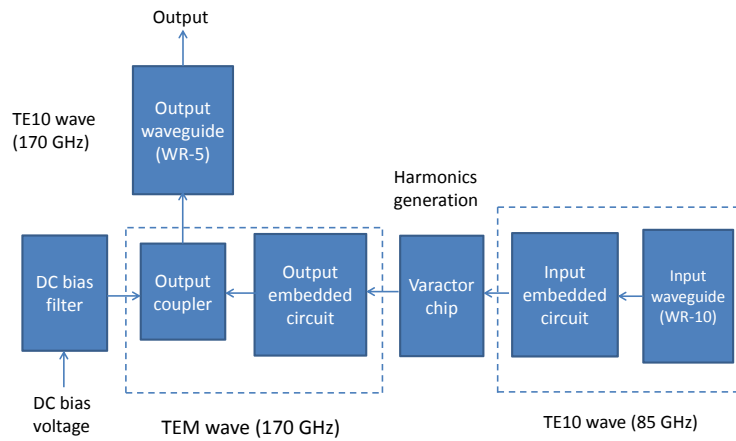 Output
TE10 wave
(170 GHz)
Output
waveguide
(WR-5)
Harmonics
generation
DC bias
filter
Output
coupler
Output
embedded
circuit
Varactor
chip
Input
embedded
circuit
Input
waveguide
(WR-10)
DC bias
voltage
TEM wave (170 GHz)
TE10 wave (85 GHz)